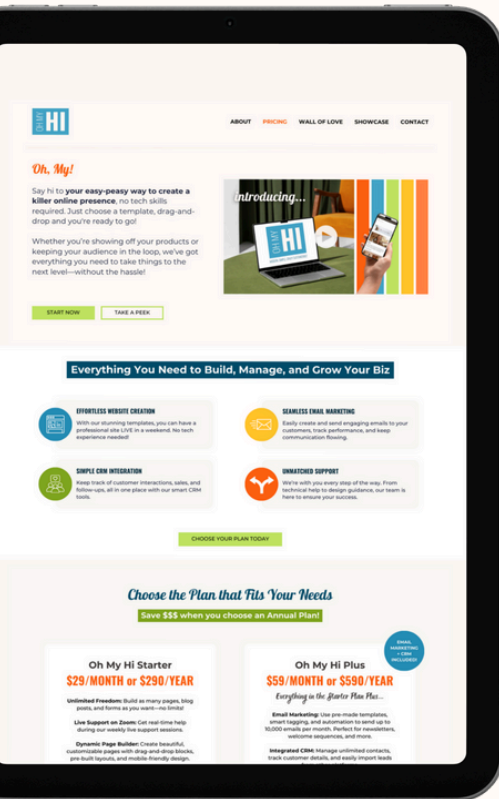 OH MY
HI
ABOUT PRICING WALL OF LOVE SHOWCASE CONTACT
Oh, My!
Say hi to your easy-peasy way to create a
killer online presence, no tech skills
required. Just choose a template, drag-and-
drop and you're ready to go!
Whether you're showing off your products or
keeping your audience in the loop, we've got
everything you need to take things to the
next level—without the hassle!
START NOW TAKE A PEEK
introducing...
OH MY
HI
Everything You Need to Build, Manage, and Grow Your Biz
EFFORTLESS WEBSITE CREATION
With our stunning templates, you can have a
professional site LIVE in a weekend. No tech
experience needed!
SEAMLESS EMAIL MARKETING
Easily create and send engaging emails to your
customers, track performance, and keep
communication flowing.
SIMPLE CRM INTEGRATION
Keep track of customer interactions, sales, and
follow-ups, all in one place with our smart CRM
tools.
UNMATCHED SUPPORT
We're with you every step of the way. From
technical help to design guidance, our team is
here to ensure your success.
CHOOSE YOUR PLAN TODAY
Choose the Plan that Fits Your Needs
Save $$$ when you choose an Annual Plan!
Oh My Hi Starter
$29/MONTH or $290/YEAR
Unlimited Freedom: Build as many pages, blog
posts, and forms as you want—no limits!
Live Support on Zoom: Get real-time help
during our weekly live support sessions.
Dynamic Page Builder: Create beautiful,
customizable pages with drag-and-drop blocks,
pre-built layouts, and mobile-friendly design.
EMAIL
MARKETING
+ CRM
INCLUDED!
Oh My Hi Plus
$59/MONTH or $590/YEAR
Everything in the Starter Plan Plus...
Email Marketing: Use pre-made templates,
smart tagging, and automation to send up to
10,000 emails per month. Perfect for newsletters,
welcome sequences, and more.
Integrated CRM: Manage unlimited contacts,
track customer details, and easily import leads